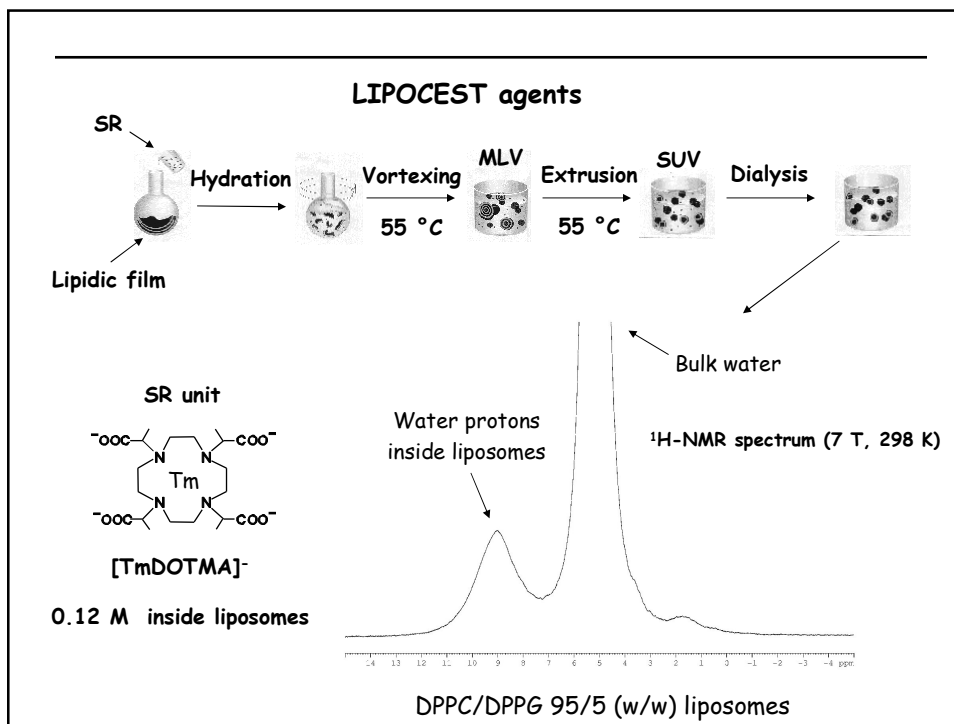 LIPOCEST agents
SR
Hydration
Vortexing
55 °C
MLV
Extrusion
55 °C
SUV
Dialysis
Lipidic film
Bulk water
SR unit
Water protons
inside liposomes
¹H-NMR spectrum (7 T, 298 K)
⁻OOC
COO⁻
N
N
Tm
N
N
⁻OOC
COO⁻
[TmDOTMA]⁻
0.12 M inside liposomes
14 13 12 11 10 9 8 7 6 5 4 3 2 1 0 -1 -2 -3 -4 ppm
DPPC/DPPG 95/5 (w/w) liposomes